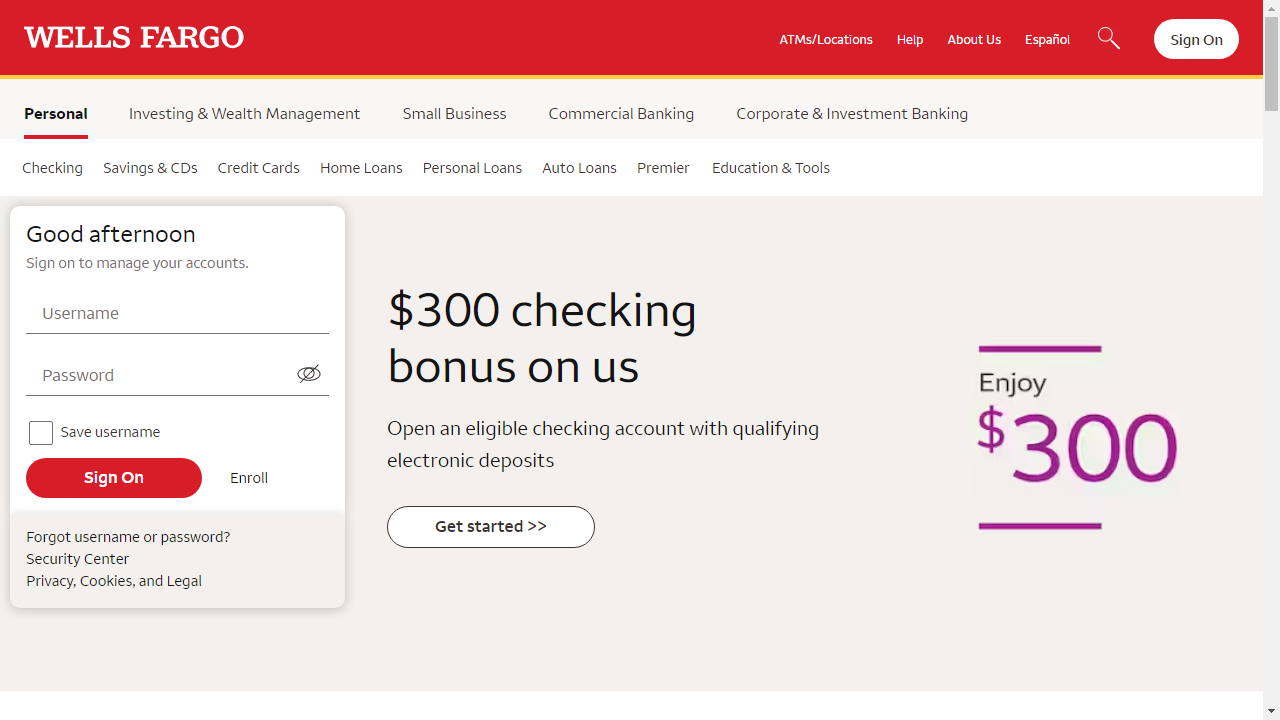 WELLS FARGO
ATMs/Locations Help About Us Español Sign On
Personal Investing & Wealth Management Small Business Commercial Banking Corporate & Investment Banking
Checking Savings & CDs Credit Cards Home Loans Personal Loans Auto Loans Premier Education & Tools
Good afternoon
Sign on to manage your accounts.
Username
Password
Save username
Sign On Enroll
Forgot username or password?
Security Center
Privacy, Cookies, and Legal
$300 checking
bonus on us
Open an eligible checking account with qualifying
electronic deposits
Get started >>
Enjoy
$300